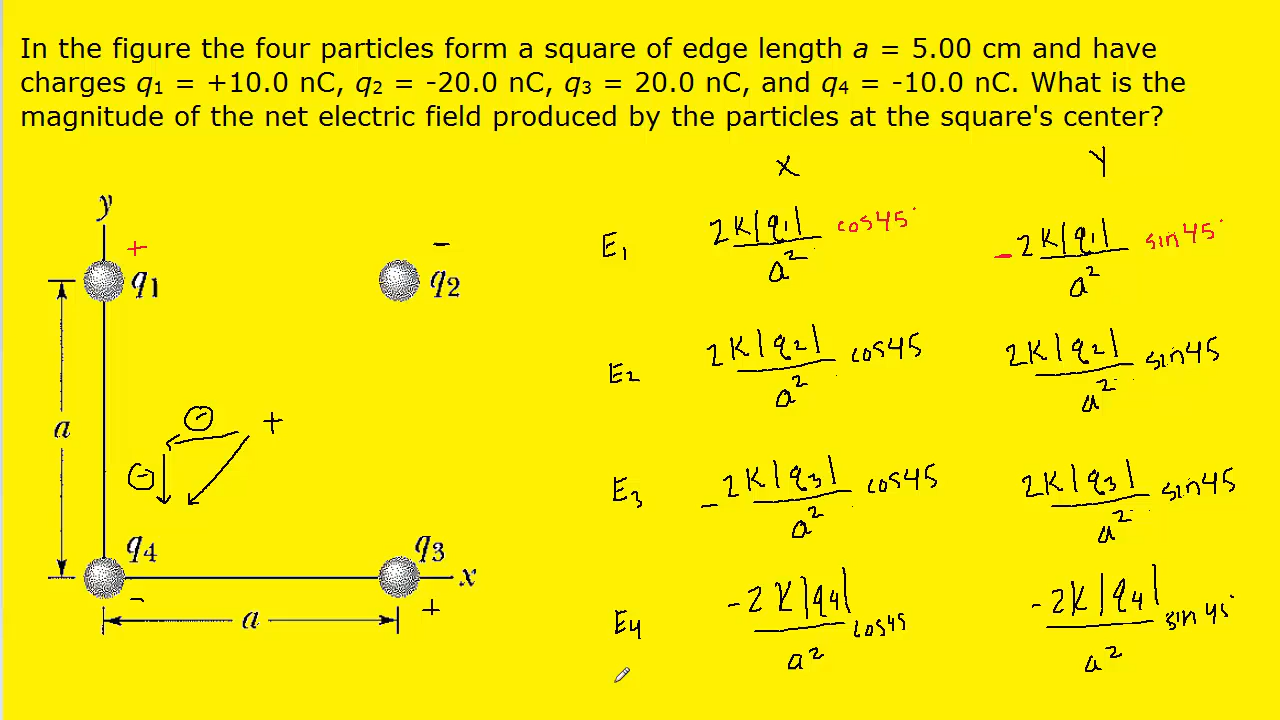 In the figure the four particles form a square of edge length a = 5.00 cm and have
charges q1 = +10.0 nC, q2 = -20.0 nC, q3 = 20.0 nC, and q4 = -10.0 nC. What is the
magnitude of the net electric field produced by the particles at the square's center?
X Y
y
+ q1 - q2
E1 2K|q1|/a² cos45° -2K|q1|/a² sin45°
E2 2K|q2|/a² cos45 2K|q2|/a² sin45
a - + -
E3 -2K|q3|/a² cos45 2K|q3|/a² sin45
q4 - q3 + x
a
E4 -2K|q4|/a² cos45 -2K|q4|/a² sin45°